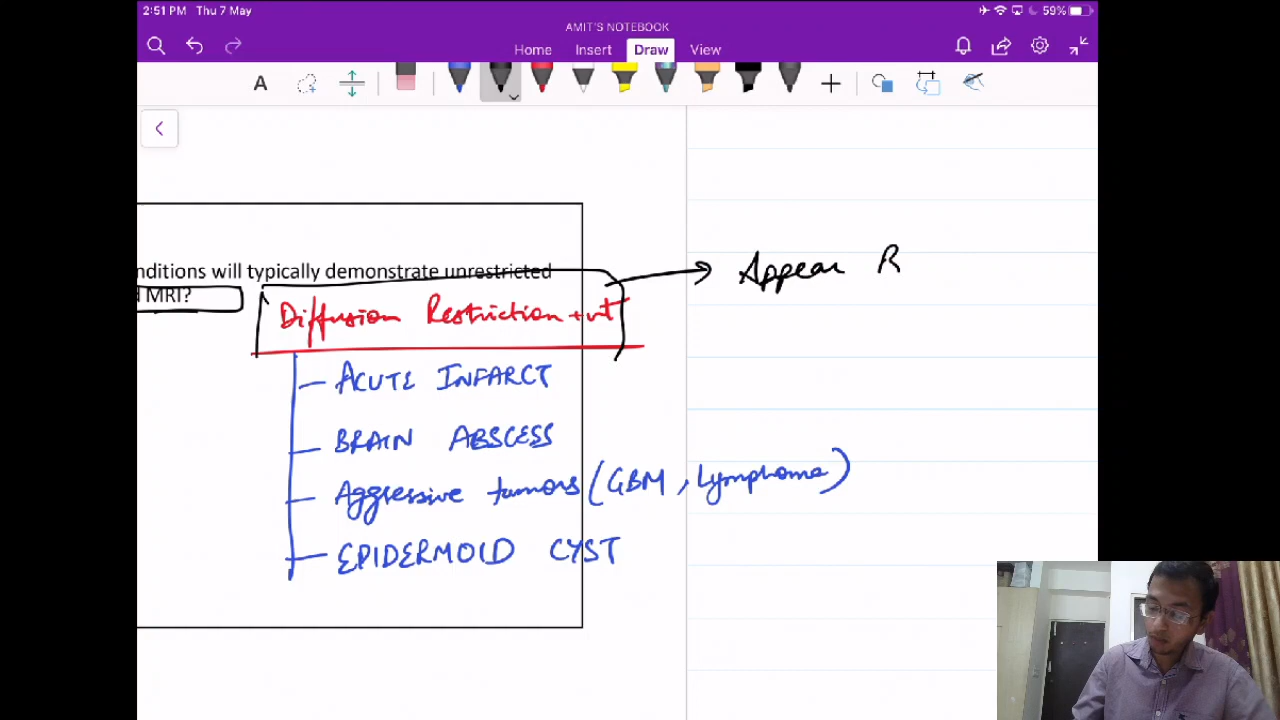 2:51 PM Thu 7 May
59%
AMIT'S NOTEBOOK
Home Insert Draw View
A
nditions will typically demonstrate unrestricted
MRI?
Diffusion Restriction +vt
Appear R
ACUTE INFARCT
BRAIN ABSCESS
Aggressive tumors (GBM, Lymphoma)
EPIDERMOID CYST